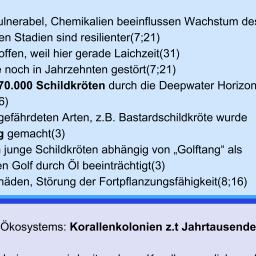 ulnerabel, Chemikalien beeinflussen Wachstum des
en Stadien sind resilienter(7;21)
offen, weil hier gerade Laichzeit(31)
e noch in Jahrzehnten gestört(7;21)
70.000 Schildkröten durch die Deepwater Horizon
6)
gefährdeten Arten, z.B. Bastardschildkröte wurde
g gemacht(3)
junge Schildkröten abhängig von „Golftang“ als
en Golf durch Öl beeinträchtigt(3)
häden, Störung der Fortpflanzungsfähigkeit(8;16)
Ökosystems: Korallenkolonien z.t Jahrtausende